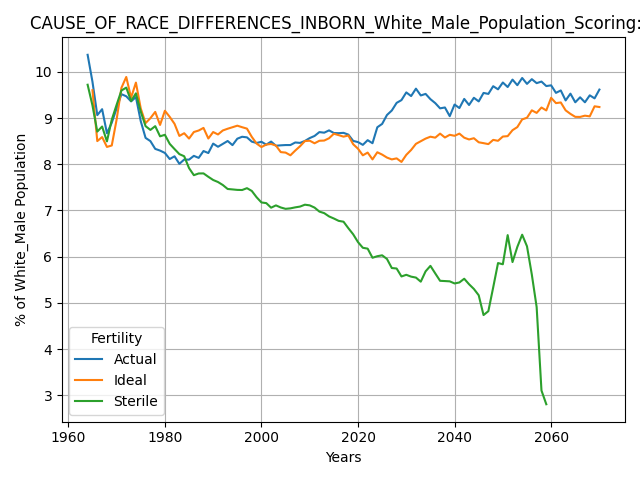 CAUSE_OF_RACE_DIFFERENCES_INBORN_White_Male_Population_Scoring:
% of White_Male Population
10
9
8
7
6
5
4
3
Fertility
Actual
Ideal
Sterile
1960 1980 2000 2020 2040 2060
Years